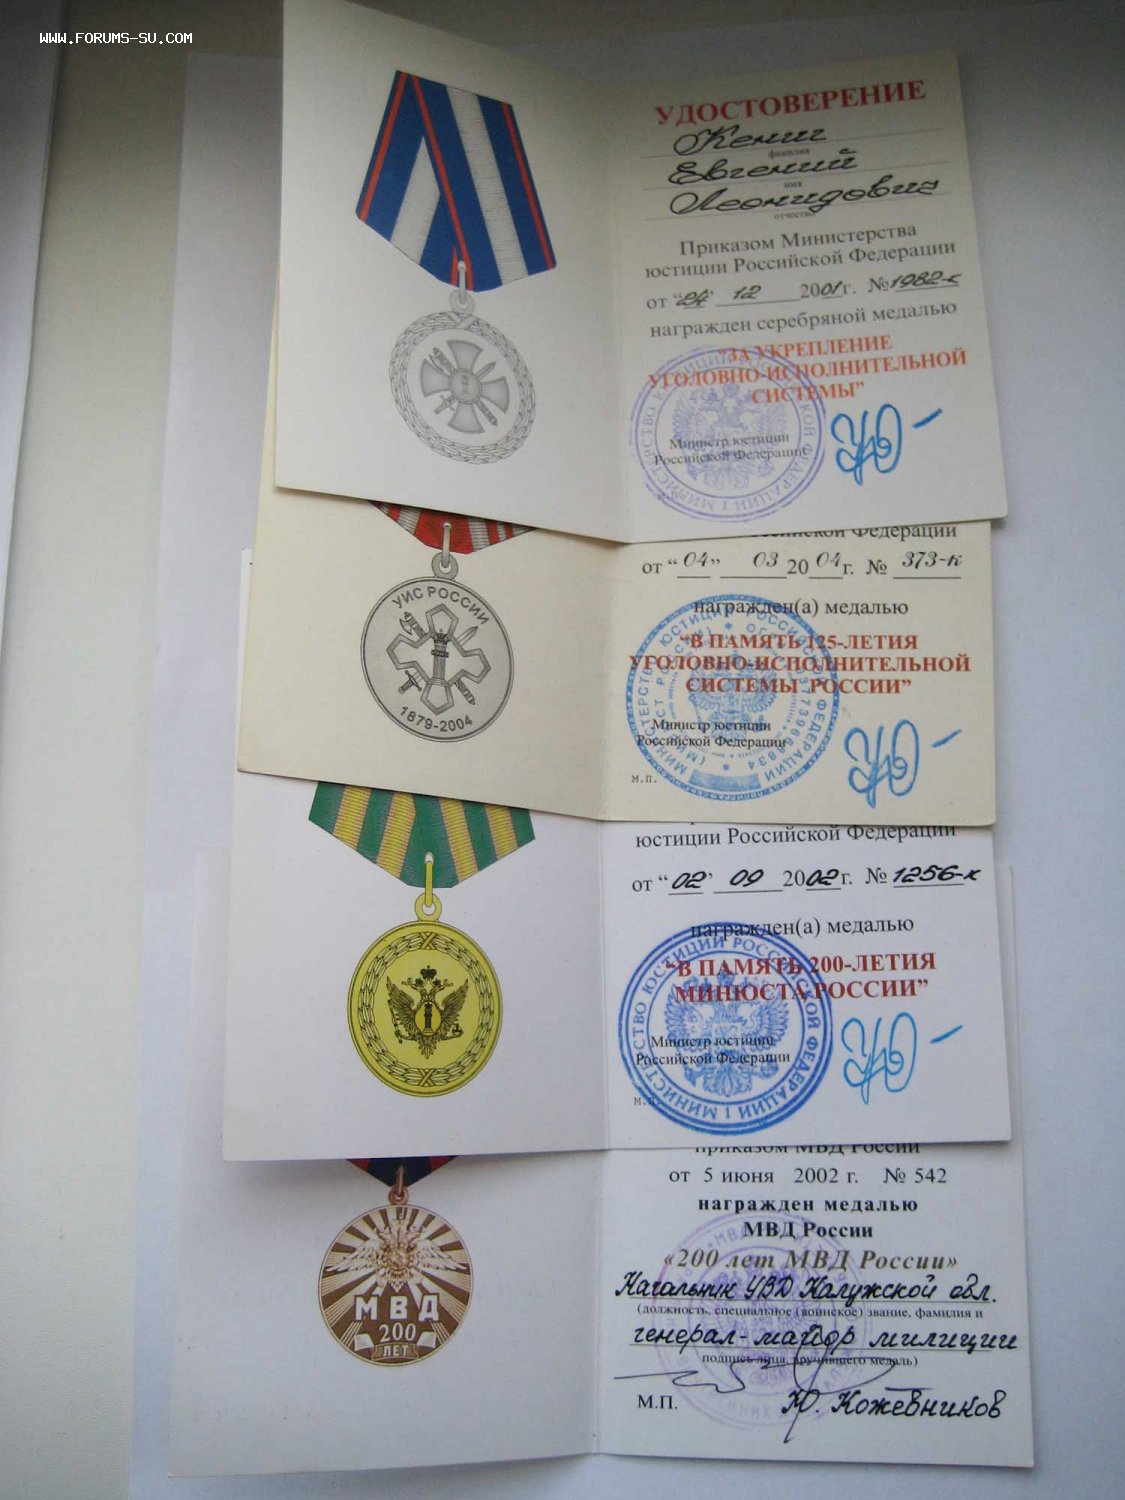 WWW.FORUMS-SU.COM
УДОСТОВЕРЕНИЕ
Кениг
фамилия
Евгений
имя
Леонидович
отчество
Приказом Министерства
юстиции Российской Федерации
от “24” 12 2001г. №1982-к
награжден серебряной медалью
"ЗА УКРЕПЛЕНИЕ
УГОЛОВНО-ИСПОЛНИТЕЛЬНОЙ
СИСТЕМЫ”
Министр юстиции
Российской Федерации
УИС РОССИИ
1879-2004
Федерации
от “04” 03 2004г. № 373-к
награжден(а) медалью
“В ПАМЯТЬ 125-ЛЕТИЯ
УГОЛОВНО-ИСПОЛНИТЕЛЬНОЙ
СИСТЕМЫ РОССИИ”
Министр юстиции
Российской Федерации
м.п.
юстиции Российской Федерации
от “02” 09 2002г. №1256-к
награжден(а) медалью
“В ПАМЯТЬ 200-ЛЕТИЯ
МИНЮСТА РОССИИ”
Министр юстиции
Российской Федерации
м.п.
МИНИСТЕРСТВО ЮСТИЦИИ РОССИЙСКОЙ ФЕДЕРАЦИИ 1
МВД
200
ЛЕТ
приказом МВД России
от 5 июня 2002 г. № 542
награжден медалью
МВД России
«200 лет МВД России»
Начальник УВД Калужской обл.
(должность, специальное (воинское) звание, фамилия и
генерал-майор милиции
подпись лица, вручившего медаль)
М.П. Ю. Кожевников